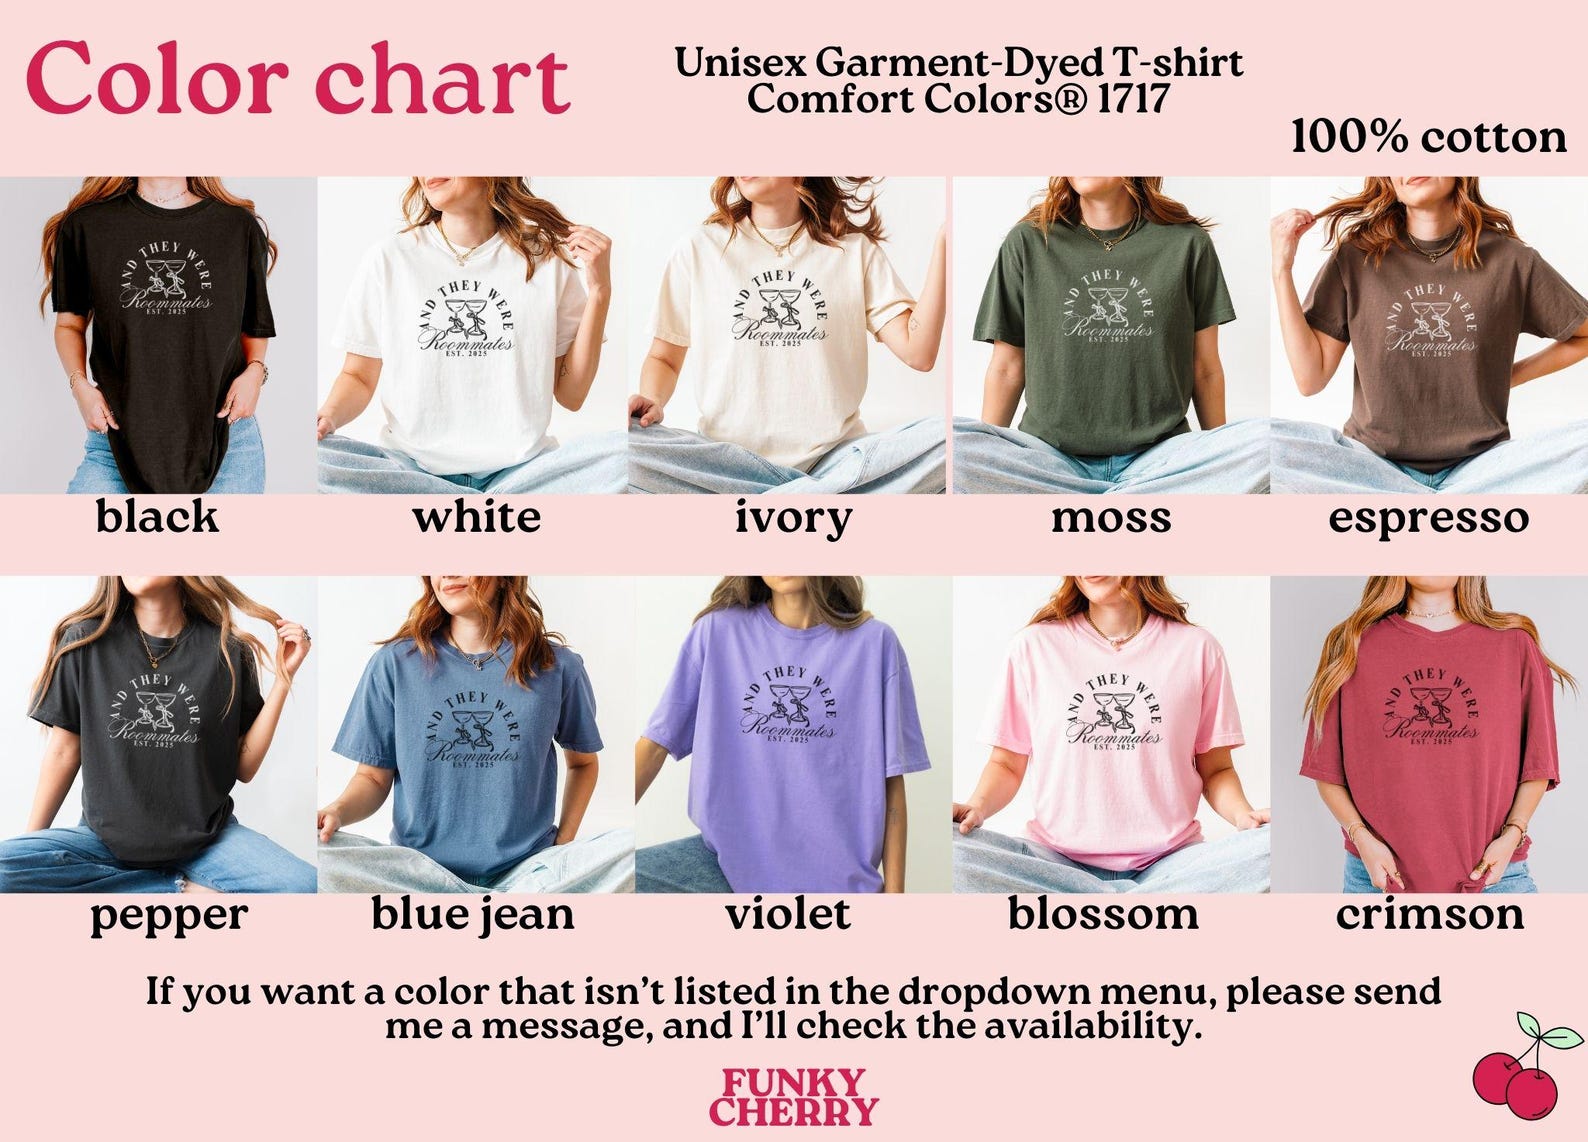 Color chart
Unisex Garment-Dyed T-shirt
Comfort Colors® 1717
100% cotton
AND THEY WERE
Roommates
EST. 2025
AND THEY WERE
Roommates
EST. 2025
AND THEY WERE
Roommates
EST. 2025
AND THEY WERE
Roommates
EST. 2025
AND THEY WERE
Roommates
EST. 2025
black
white
ivory
moss
espresso
AND THEY WERE
Roommates
EST. 2025
AND THEY WERE
Roommates
EST. 2025
AND THEY WERE
Roommates
EST. 2025
AND THEY WERE
Roommates
EST. 2025
AND THEY WERE
Roommates
EST. 2025
pepper
blue jean
violet
blossom
crimson
If you want a color that isn’t listed in the dropdown menu, please send
me a message, and I’ll check the availability.
FUNKY
CHERRY